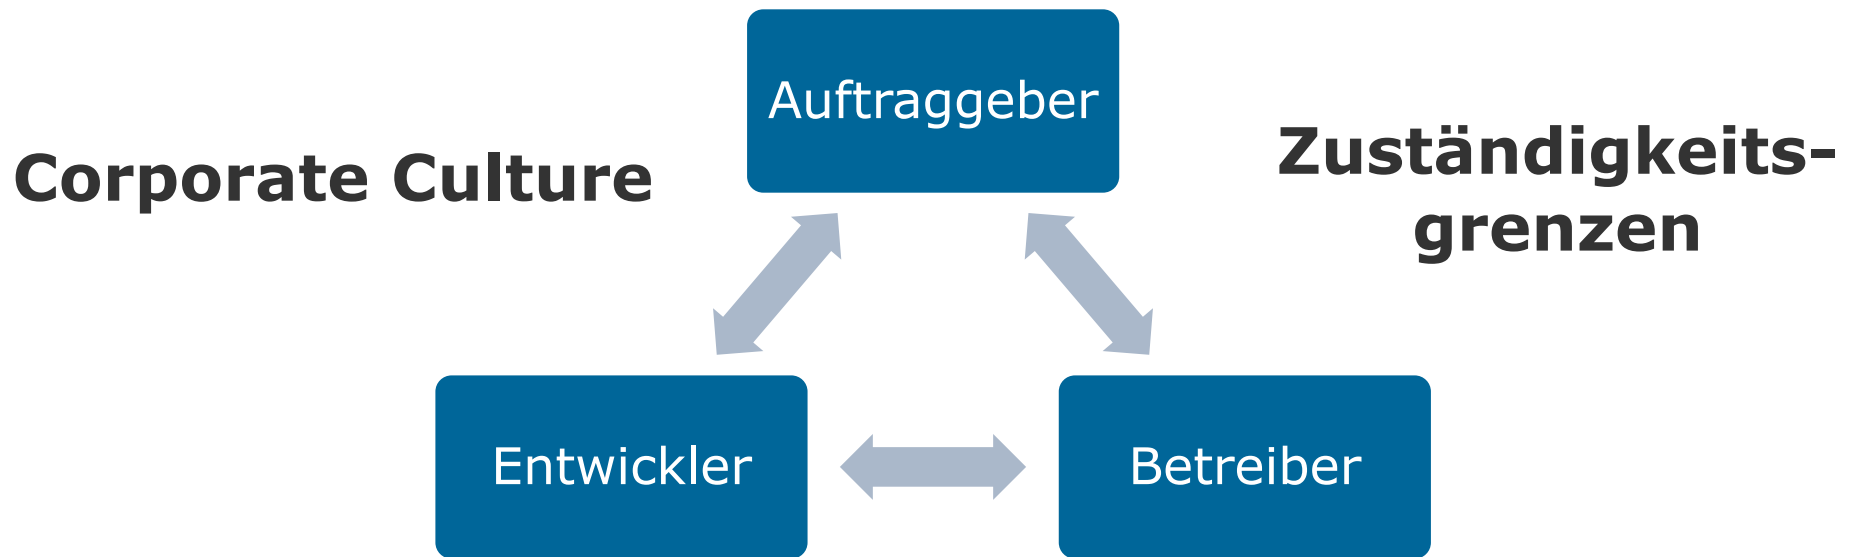 Auftraggeber
Corporate Culture
Zuständigkeits-
grenzen
Entwickler
Betreiber